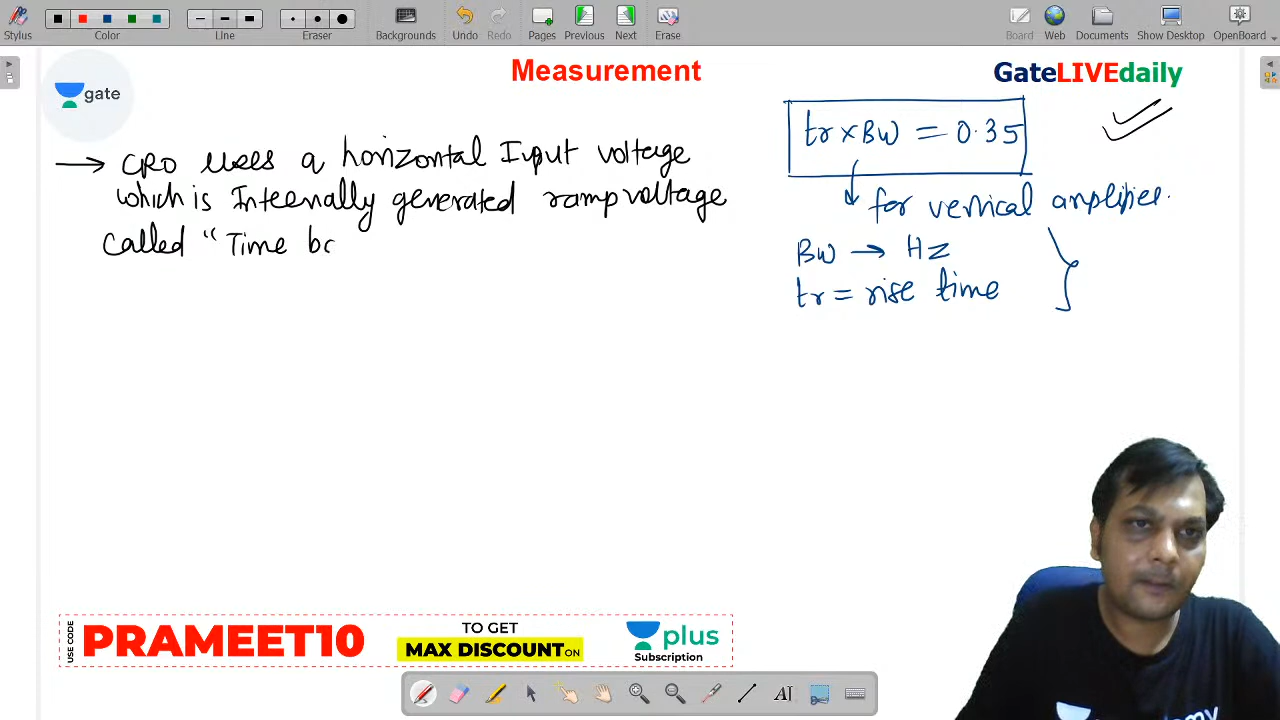 Stylus
Color
Line
Eraser
Backgrounds
Undo
Redo
Pages
Previous
Next
Erase
Board
Web
Documents
Show Desktop
OpenBoard
gate
Measurement
GateLIVEdaily
→ CRO uses a horizontal Input voltage
which is Internally generated ramp voltage
called "Time ba
tr × BW = 0.35
for vertical amplifier.
BW → Hz
tr = rise time
USE CODE
PRAMEET10
TO GET
MAX DISCOUNT ON
plus
Subscription